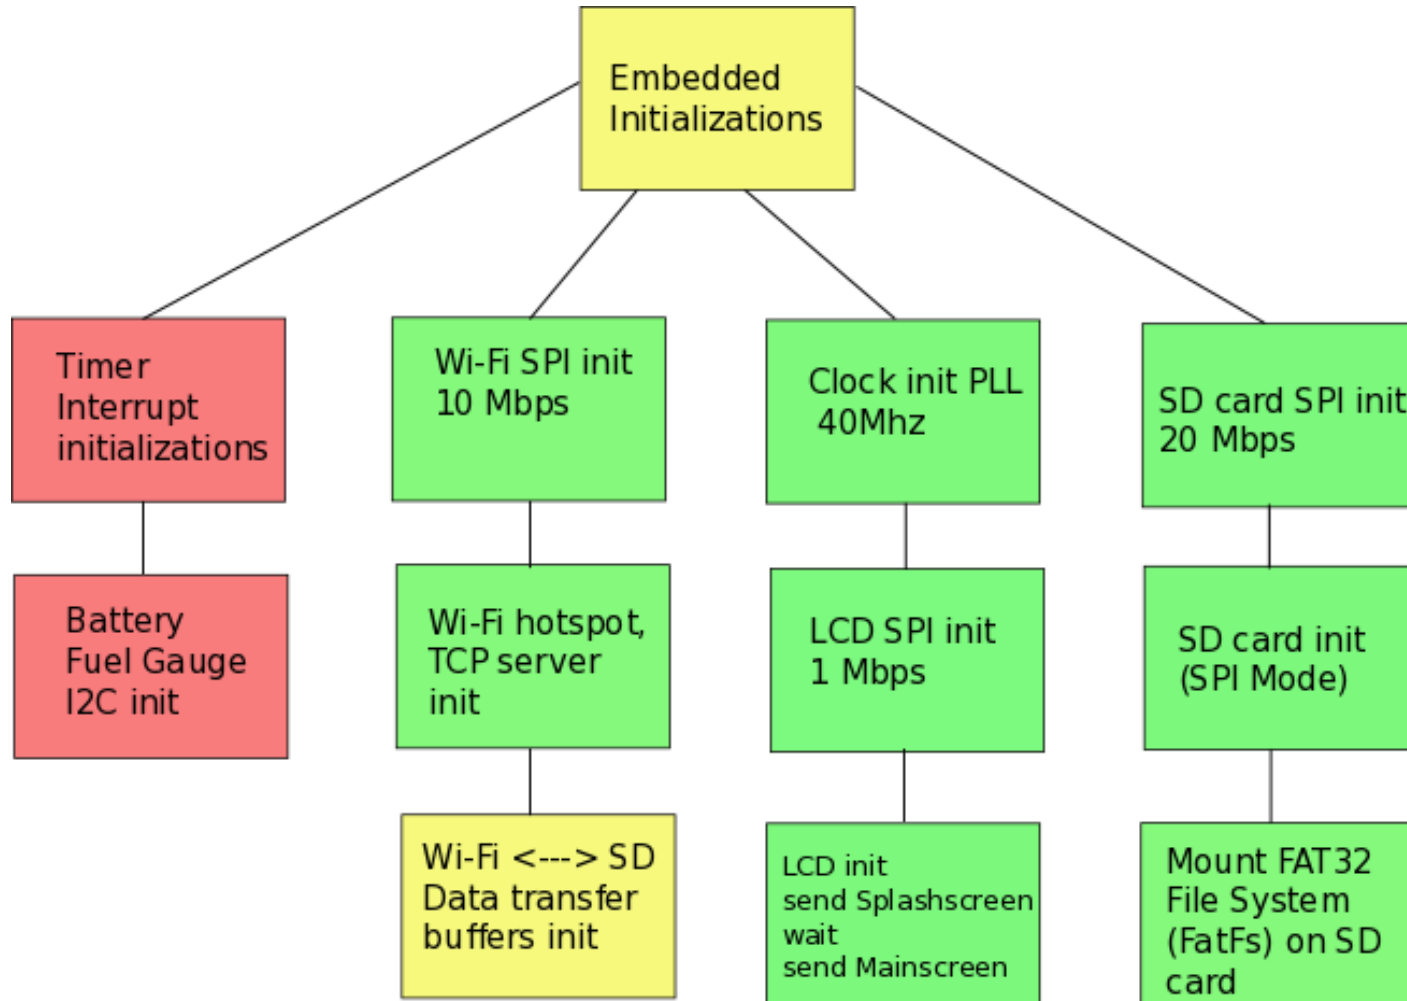 Embedded
Initializations
Timer
Interrupt
initializations
Wi-Fi SPI init
10 Mbps
Clock init PLL
40Mhz
SD card SPI init
20 Mbps
Battery
Fuel Gauge
I2C init
Wi-Fi hotspot,
TCP server
init
LCD SPI init
1 Mbps
SD card init
(SPI Mode)
Wi-Fi <---> SD
Data transfer
buffers init
LCD init
send Splashscreen
wait
send Mainscreen
Mount FAT32
File System
(FatFs) on SD
card